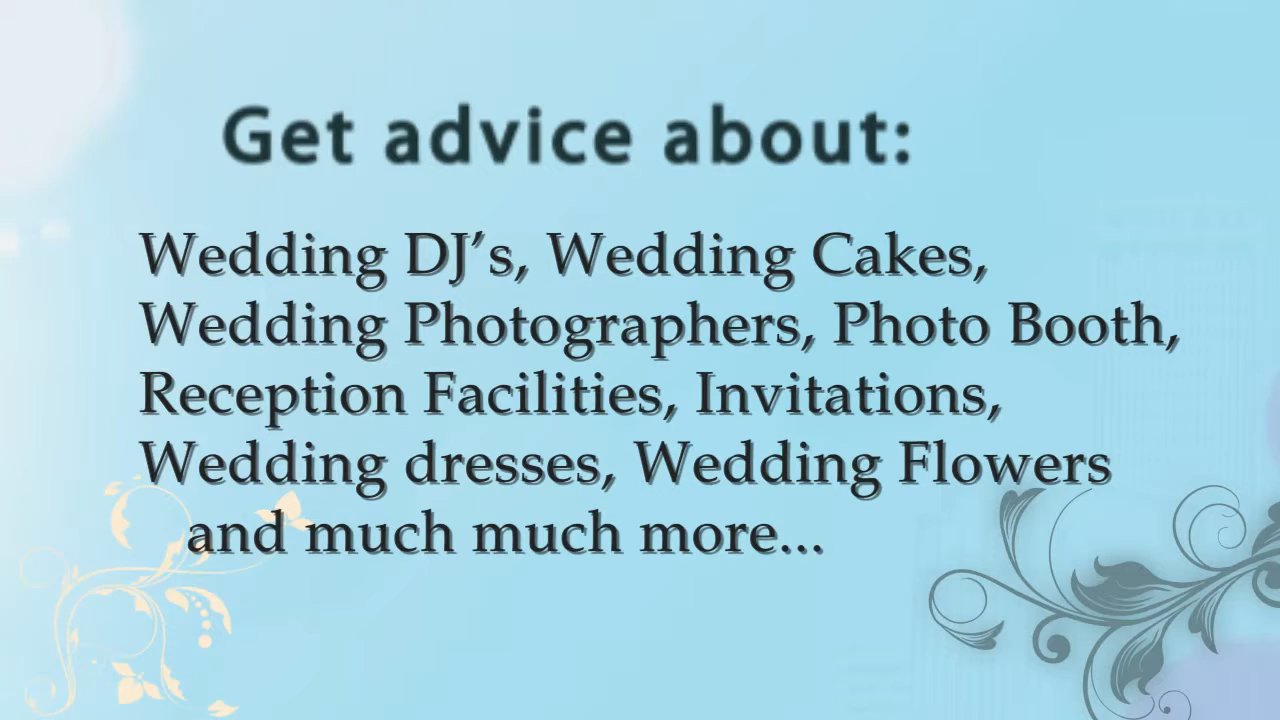 Get advice about:
Wedding DJ’s, Wedding Cakes,
Wedding Photographers, Photo Booth,
Reception Facilities, Invitations,
Wedding dresses, Wedding Flowers
and much much more...